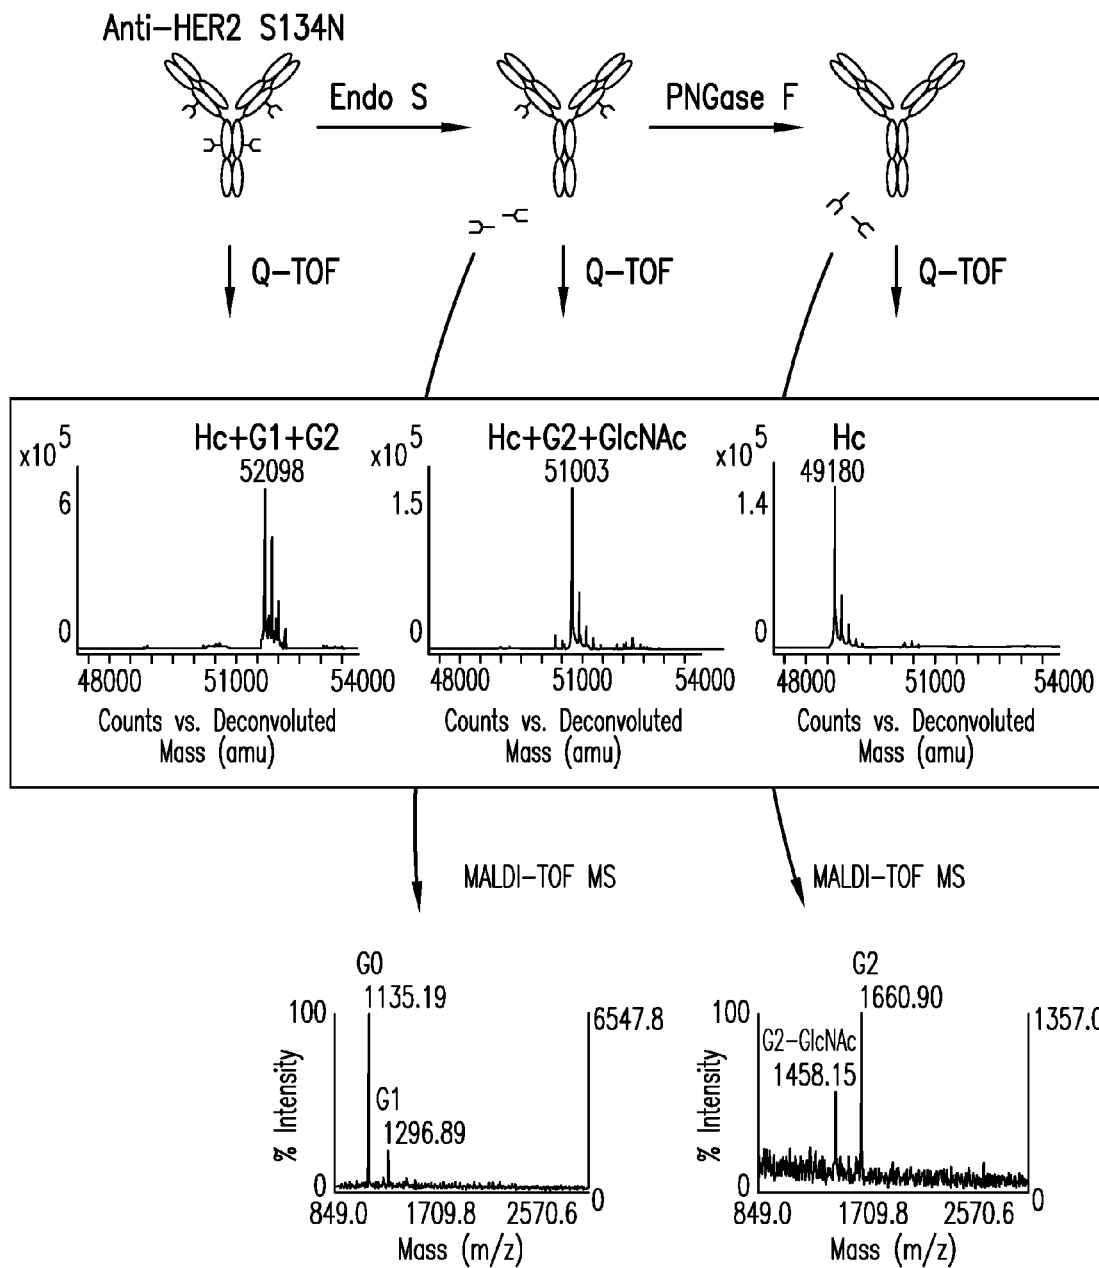 Anti-HER2 S134N
Endo S
PNGase F
Q-TOF
Q-TOF
Q-TOF
Hc+G1+G2
Hc+G2+GlcNAc
Hc
x10 5
52098
x10 5
51003
x10 5
49180
6
1.5
1.4
0
0
0
48000 51000 54000
48000 51000 54000
48000 51000 54000
Counts vs. Deconvoluted
Mass (amu)
Counts vs. Deconvoluted
Mass (amu)
Counts vs. Deconvoluted
Mass (amu)
MALDI-TOF MS
MALDI-TOF MS
G0
1135.19
100
6547.8
G1
1296.89
% Intensity
0
0
849.0 1709.8 2570.6
Mass (m/z)
G2
1660.90
100
1357.0
G2-GlcNAc
1458.15
% Intensity
0
0
849.0 1709.8 2570.6
Mass (m/z)